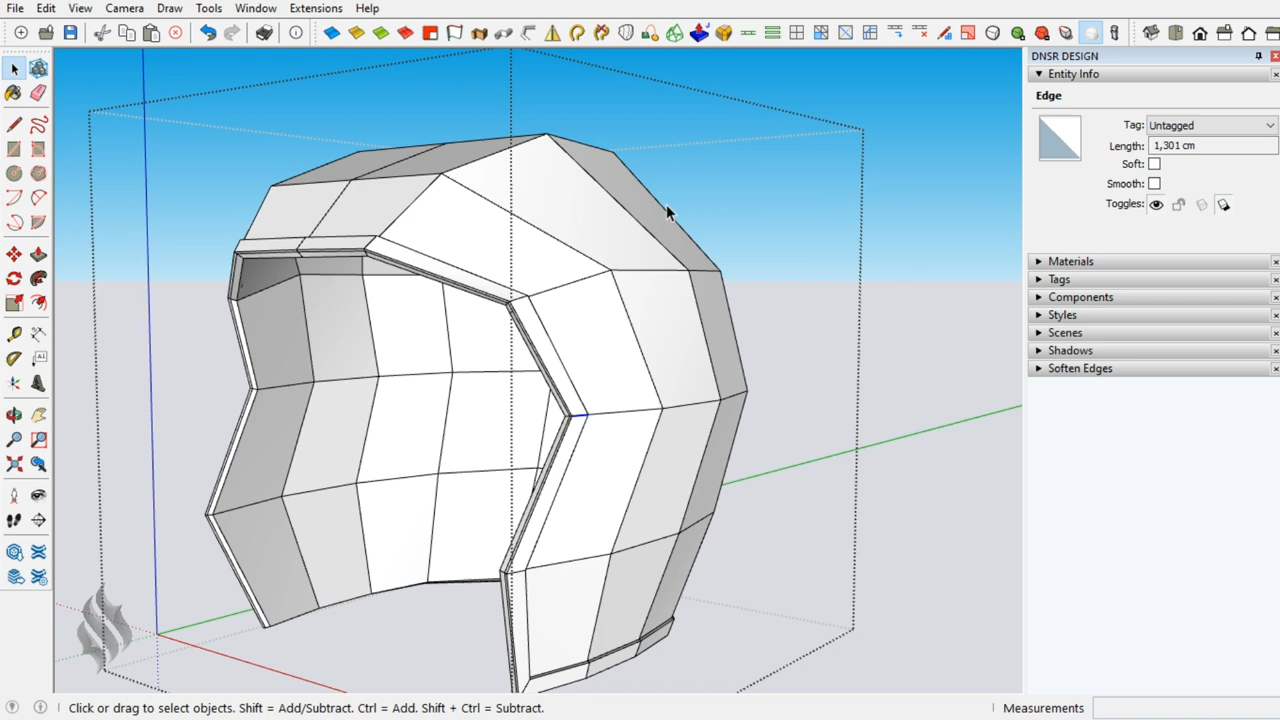 File Edit View Camera Draw Tools Window Extensions Help
DNSR DESIGN
Entity Info
Edge
Tag: Untagged
Length: 1,301 cm
Soft:
Smooth:
Toggles:
Materials
Tags
Components
Styles
Scenes
Shadows
Soften Edges
Click or drag to select objects. Shift = Add/Subtract. Ctrl = Add. Shift + Ctrl = Subtract.
Measurements